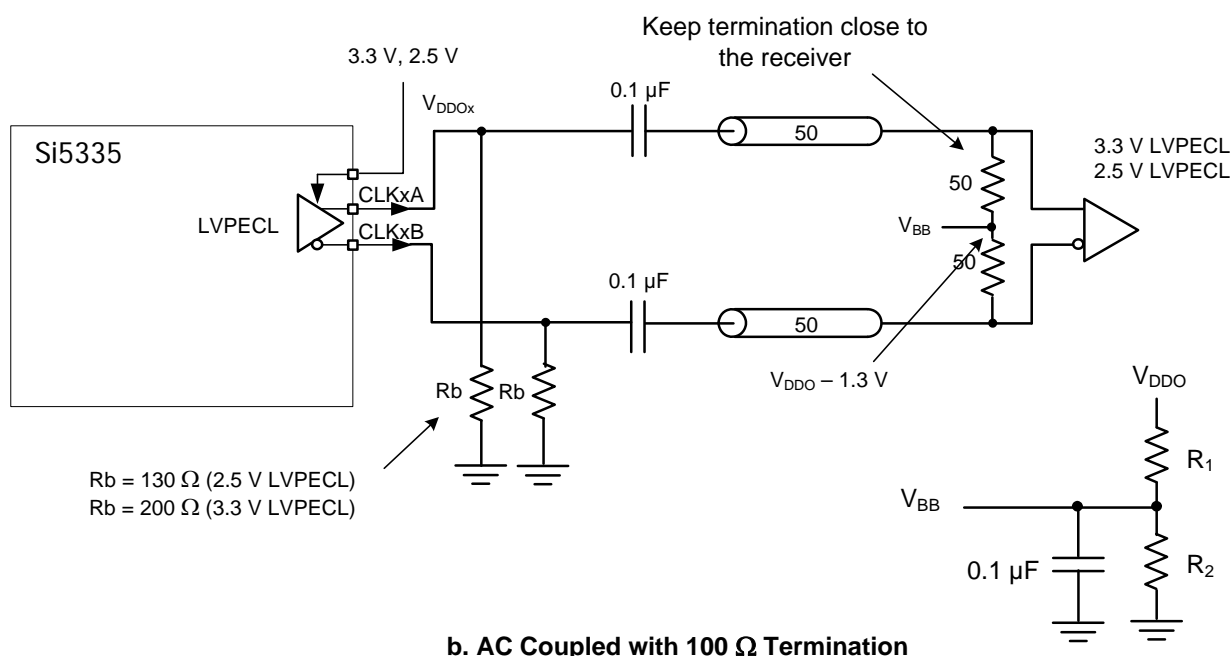 Keep termination close to
the receiver
3.3 V, 2.5 V
0.1 µF
VDDOx
50
Si5335
3.3 V LVPECL
2.5 V LVPECL
50
CLKxA
LVPECL
VBB
CLKxB
50
0.1 µF
50
VDDO – 1.3 V
Rb
Rb
VDDO
R1
Rb = 130 Ω (2.5 V LVPECL)
Rb = 200 Ω (3.3 V LVPECL)
VBB
0.1 µF
R2
b. AC Coupled with 100 Ω Termination